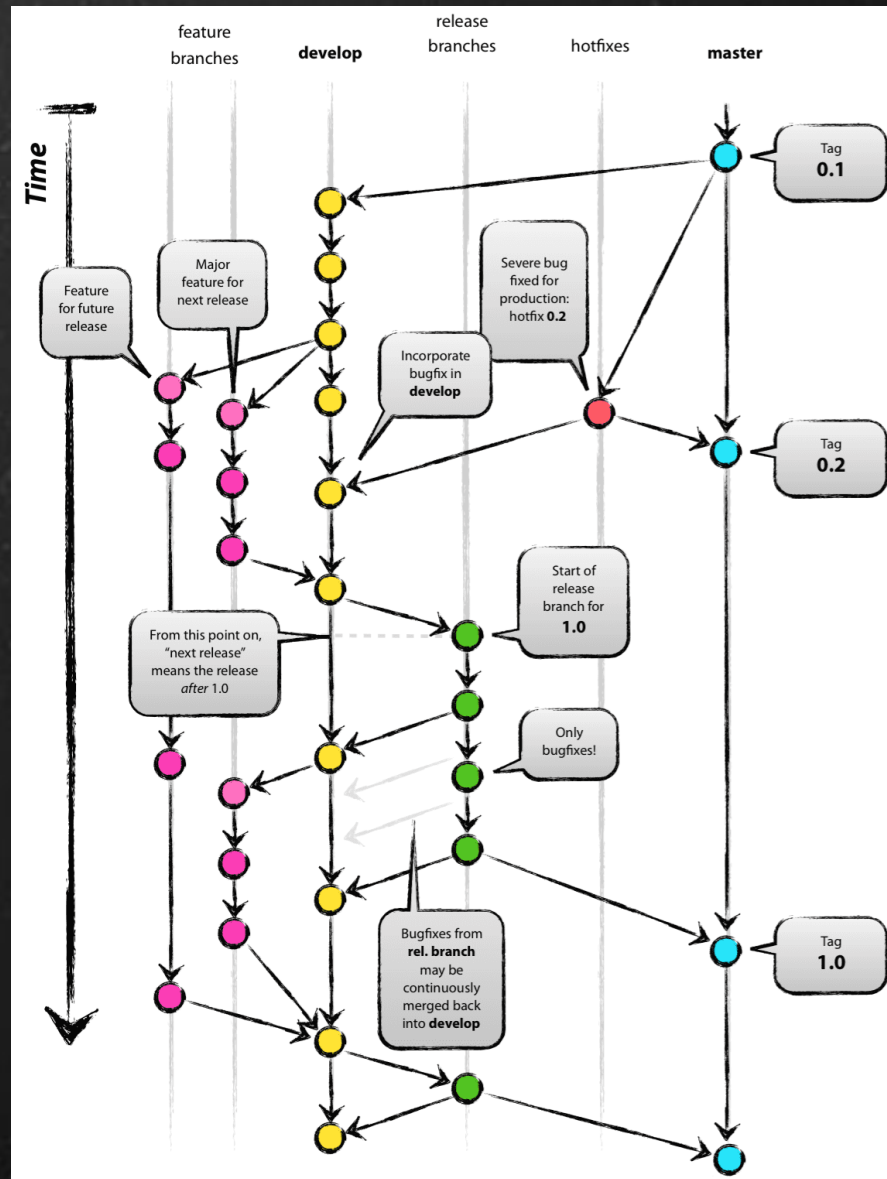 feature
branches
develop
release
branches
hotfixes
master
Time
Tag
0.1
Feature
for future
release
Major
feature for
next release
Severe bug
fixed for
production:
hotfix 0.2
Incorporate
bugfix in
develop
Tag
0.2
Start of
release
branch for
1.0
From this point on,
“next release”
means the release
after 1.0
Only
bugfixes!
Bugfixes from
rel. branch
may be
continuously
merged back
into develop
Tag
1.0